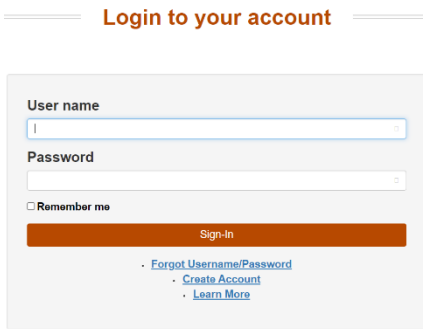 Login to your account
User name
Password
Remember me
Sign-In
Forgot Username/Password
Create Account
Learn More